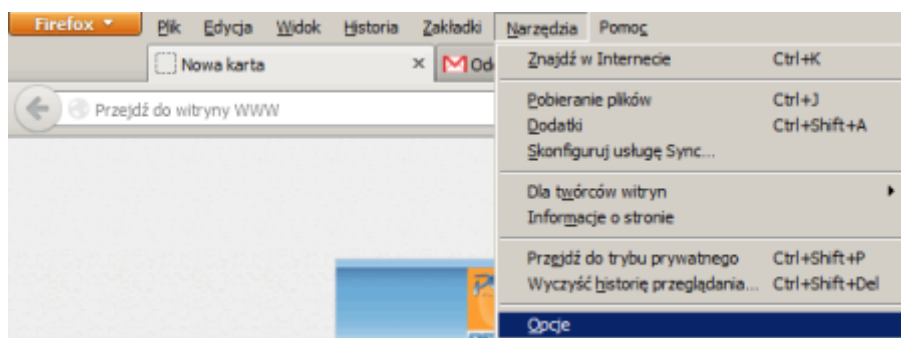 Firefox
Plik Edycja Widok Historia Zakładki Narzędzia Pomoc
Nowa karta
Przejdź do witryny WWW
Znajdź w Internecie Ctrl+K
Pobieranie plików Ctrl+J
Dodatki Ctrl+Shift+A
Skonfiguruj usługę Sync...
Dla twórców witryn
Informacje o stronie
Przejdź do trybu prywatnego Ctrl+Shift+P
Wyczyść historię przeglądania... Ctrl+Shift+Del
Opcje